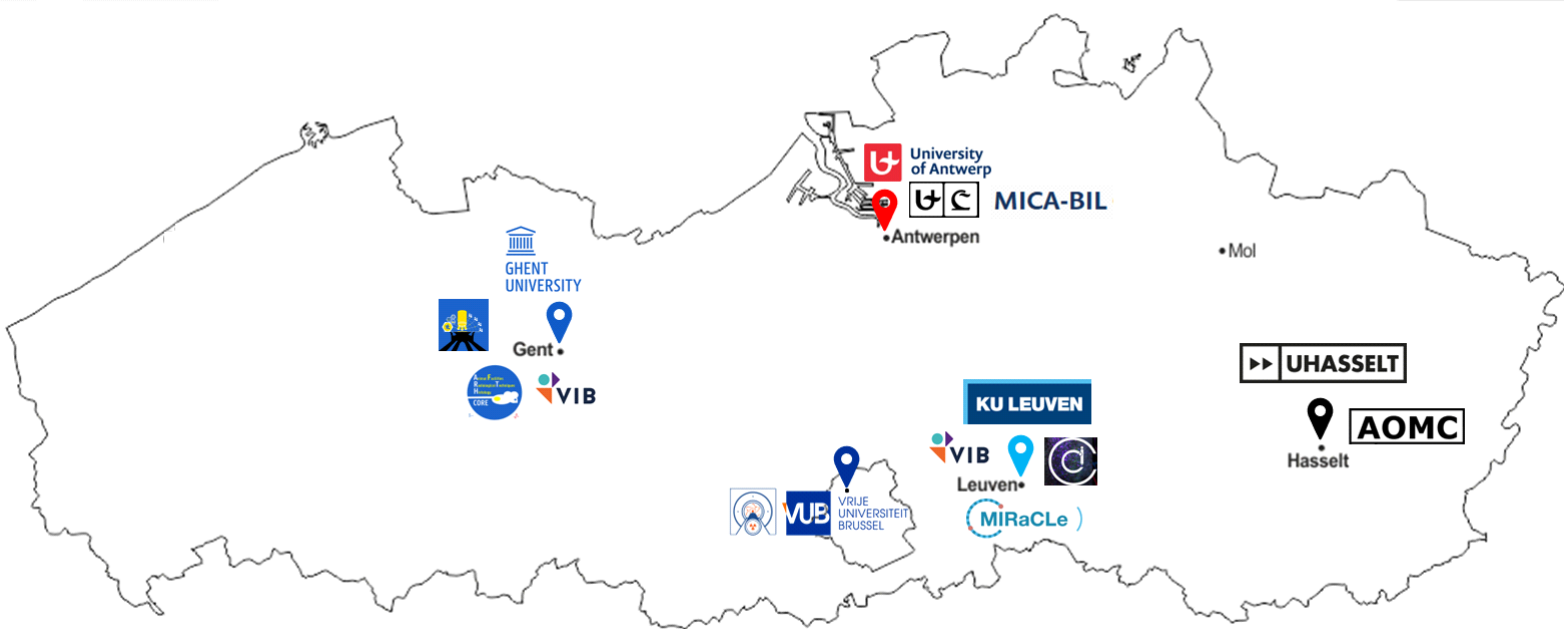 University
of Antwerp
MICA-BIL
Antwerpen
Mol
GHENT
UNIVERSITY
Gent
CORE
VIB
UHASSELT
AOMC
Hasselt
KU LEUVEN
VIB
Leuven
MIRaCLe
VUB
VRIJE
UNIVERSITEIT
BRUSSEL